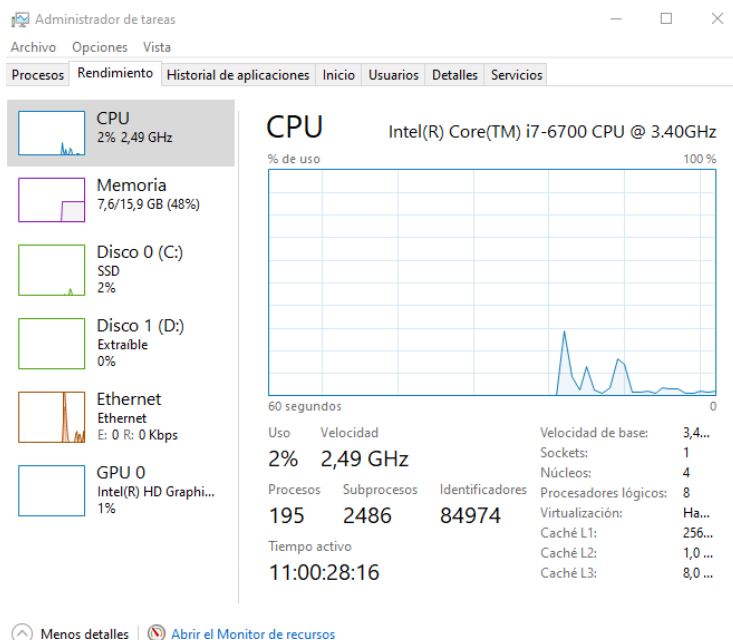 Administrador de tareas
Archivo Opciones Vista
Procesos Rendimiento Historial de aplicaciones Inicio Usuarios Detalles Servicios
CPU
2% 2,49 GHz
Memoria
7,6/15,9 GB (48%)
Disco 0 (C:)
SSD
2%
Disco 1 (D:)
Extraíble
0%
Ethernet
Ethernet
E: 0 R: 0 Kbps
GPU 0
Intel(R) HD Graphi...
1%
CPU Intel(R) Core(TM) i7-6700 CPU @ 3.40GHz
% de uso 100 %
60 segundos 0
Uso Velocidad
2% 2,49 GHz
Procesos Subprocesos Identificadores
195 2486 84974
Tiempo activo
11:00:28:16
Velocidad de base: 3,4...
Sockets: 1
Núcleos: 4
Procesadores lógicos: 8
Virtualización: Ha...
Caché L1: 256...
Caché L2: 1,0 ...
Caché L3: 8,0 ...
Menos detalles Abrir el Monitor de recursos